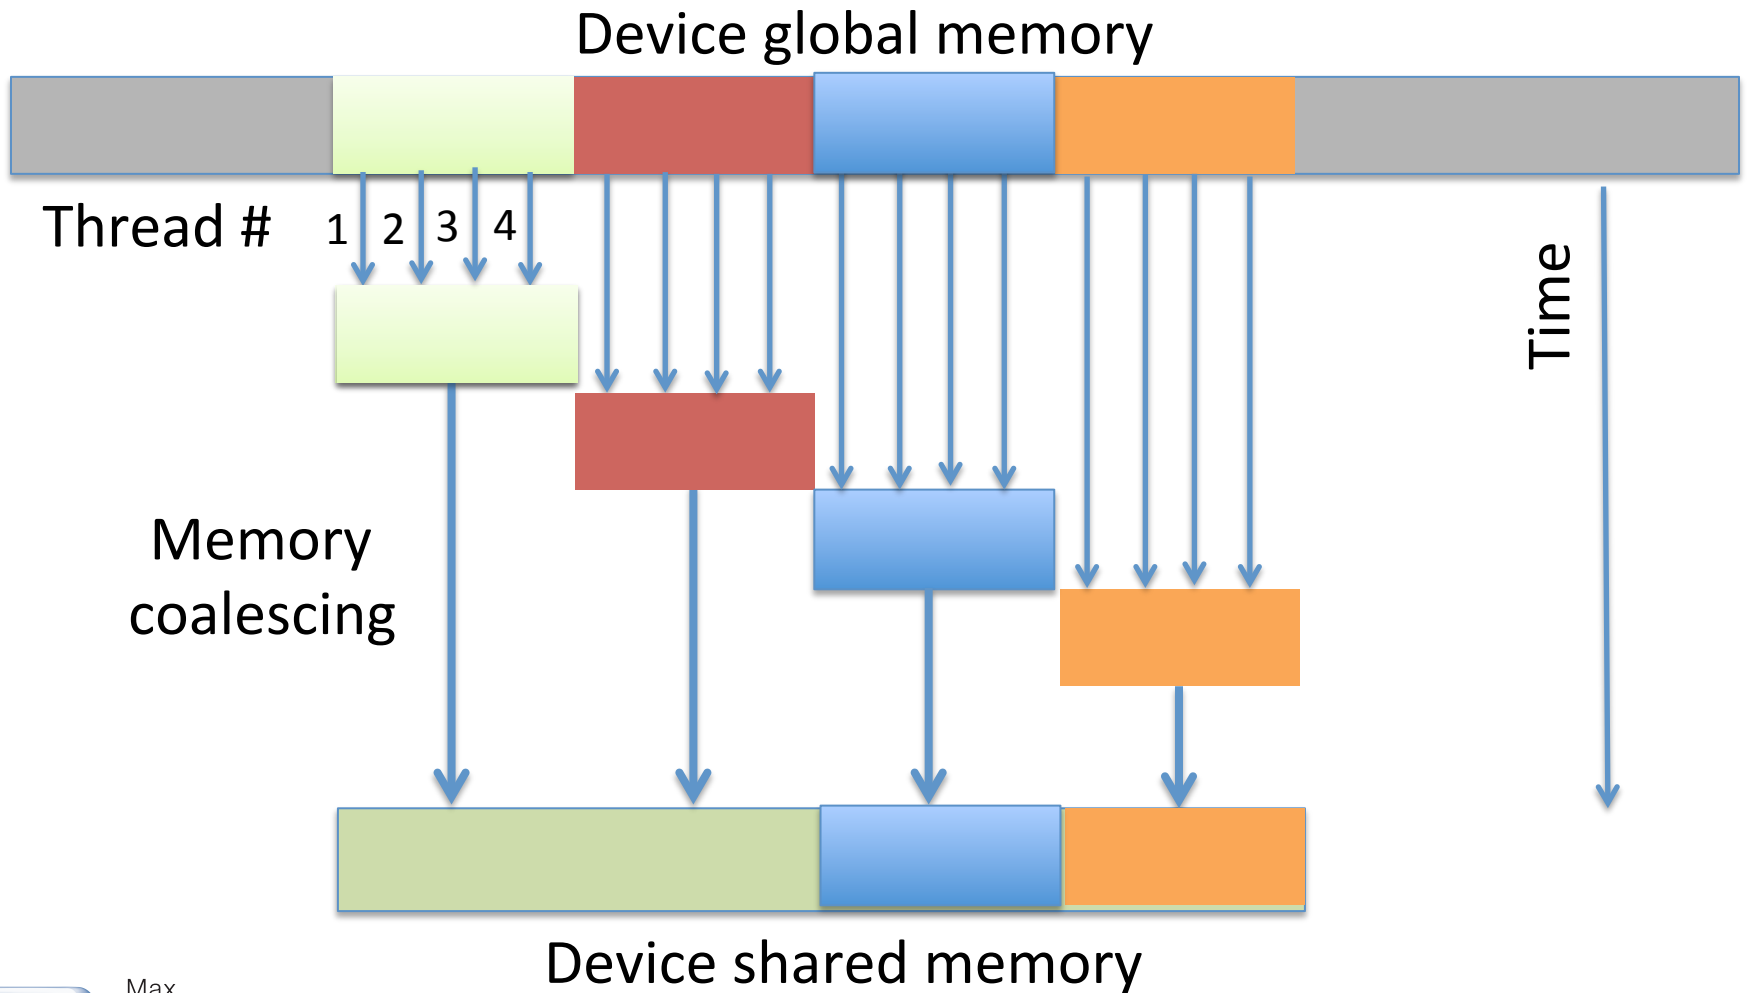 Device global memory
Thread #
1 2 3 4
Time
Memory
coalescing
Device shared memory
Max